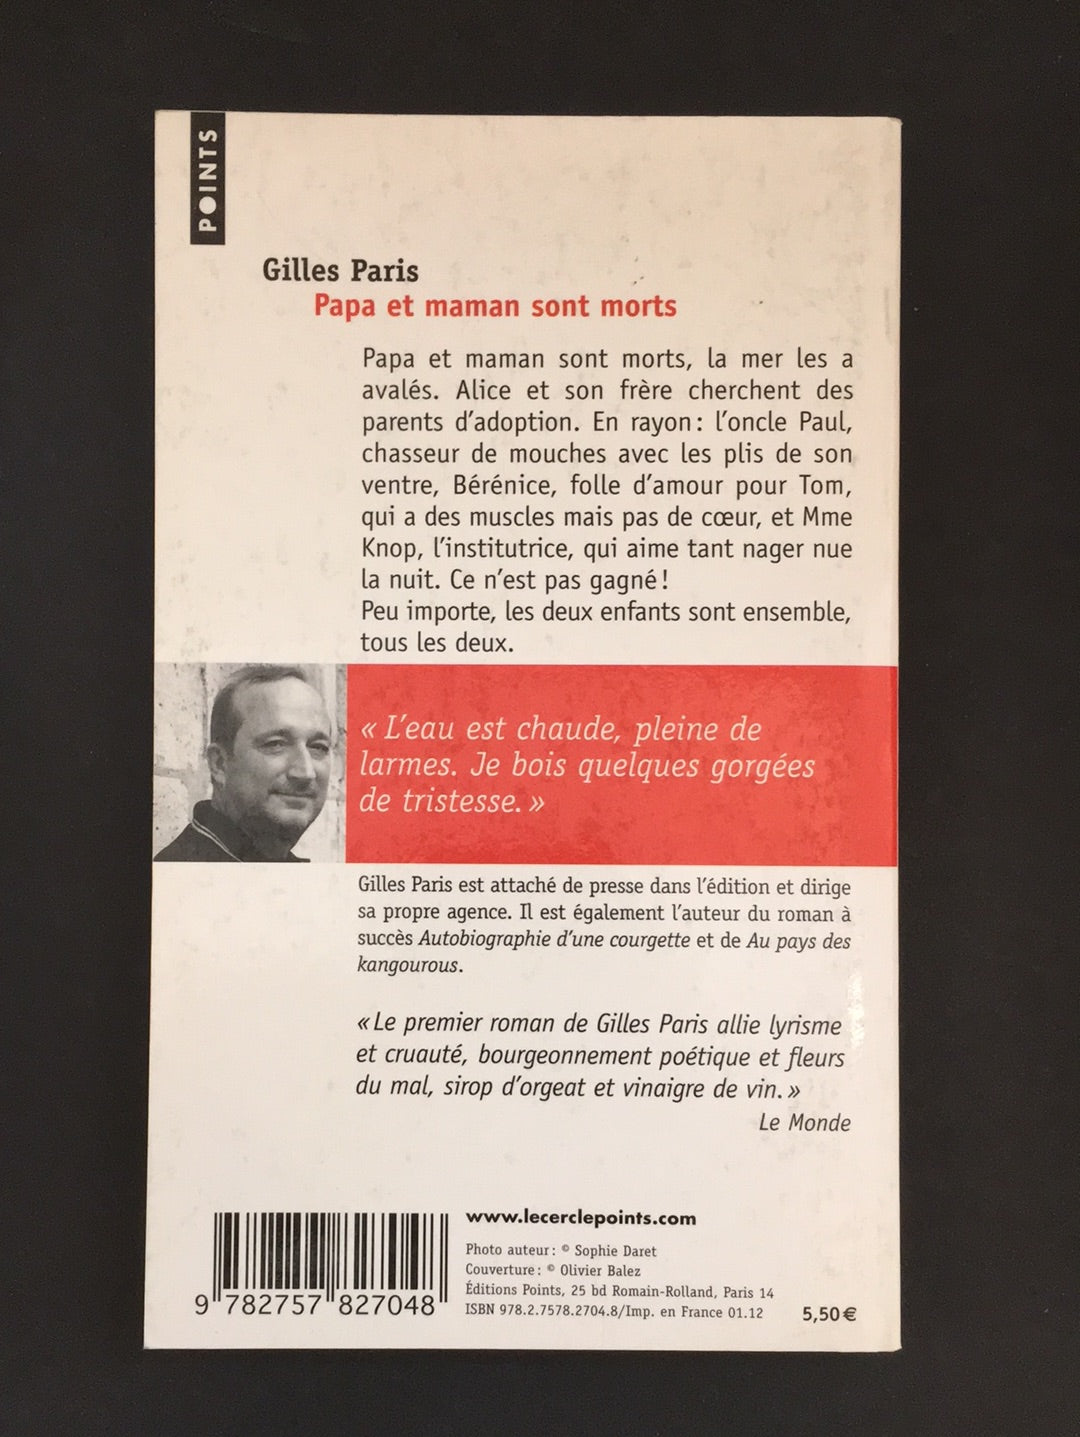 POINTS
Gilles Paris
Papa et maman sont morts
Papa et maman sont morts, la mer les a
avalés. Alice et son frère cherchent des
parents d'adoption. En rayon : l'oncle Paul,
chasseur de mouches avec les plis de son
ventre, Bérénice, folle d'amour pour Tom,
qui a des muscles mais pas de cœur, et Mme
Knop, l'institutrice, qui aime tant nager nue
la nuit. Ce n'est pas gagné !
Peu importe, les deux enfants sont ensemble,
tous les deux.
« L'eau est chaude, pleine de
larmes. Je bois quelques gorgées
de tristesse. »
Gilles Paris est attaché de presse dans l'édition et dirige
sa propre agence. Il est également l'auteur du roman à
succès Autobiographie d'une courgette et de Au pays des
kangourous.
« Le premier roman de Gilles Paris allie lyrisme
et cruauté, bourgeonnement poétique et fleurs
du mal, sirop d'orgeat et vinaigre de vin. »
Le Monde
www.lecerclepoints.com
Photo auteur : © Sophie Daret
Couverture : © Olivier Balez
Éditions Points, 25 bd Romain-Rolland, Paris 14
ISBN 978.2.7578.2704.8/Imp. en France 01.12
5,50 €
9 782757 827048